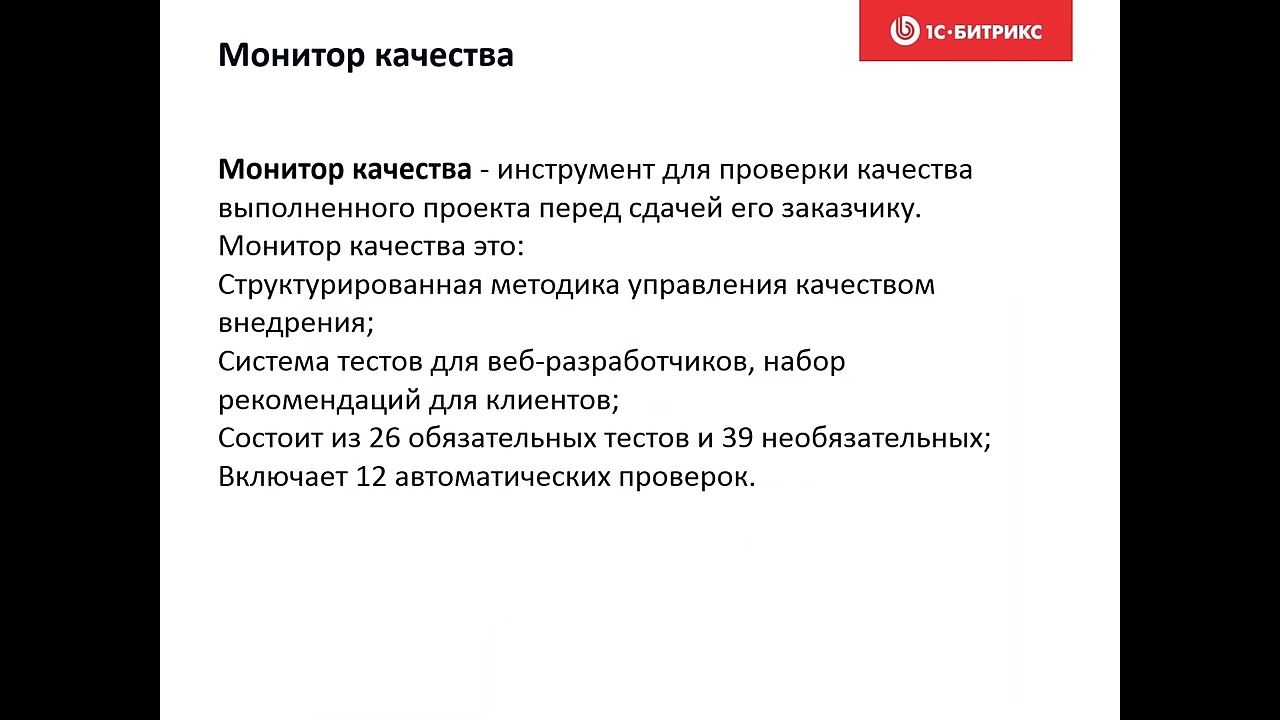 Монитор качества
1С·БИТРИКС
Монитор качества - инструмент для проверки качества
выполненного проекта перед сдачей его заказчику.
Монитор качества это:
Структурированная методика управления качеством
внедрения;
Система тестов для веб-разработчиков, набор
рекомендаций для клиентов;
Состоит из 26 обязательных тестов и 39 необязательных;
Включает 12 автоматических проверок.